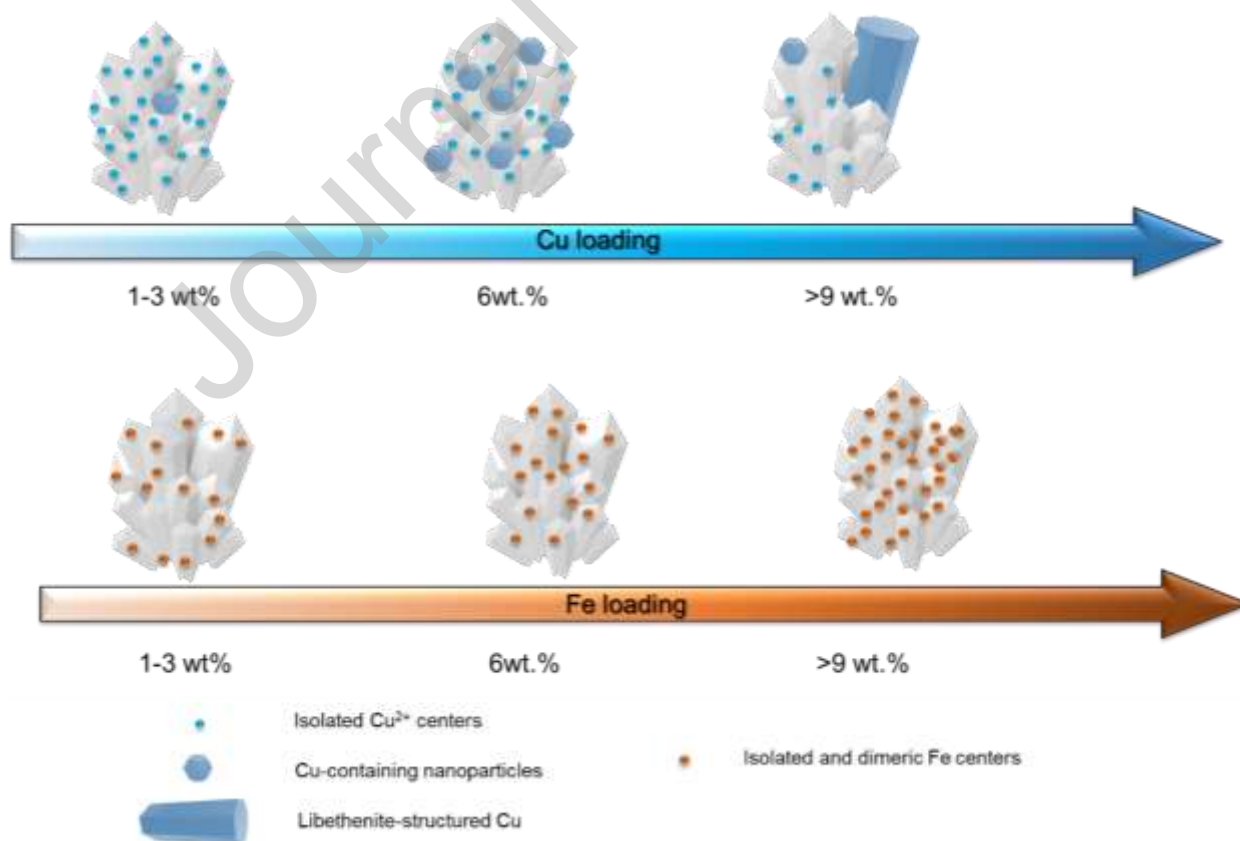 Journal
Cu loading
1-3 wt% 6wt.% >9 wt.%
Fe loading
1-3 wt% 6wt.% >9 wt.%
Isolated Cu²⁺ centers
Cu-containing nanoparticles
Isolated and dimeric Fe centers
Libethenite-structured Cu